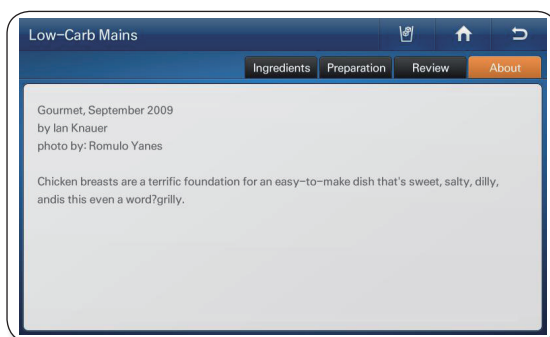 Low-Carb Mains
Ingredients Preparation Review About
Gourmet, September 2009
by Ian Knauer
photo by: Romulo Yanes
Chicken breasts are a terrific foundation for an easy-to-make dish that's sweet, salty, dilly,
andis this even a word?grilly.